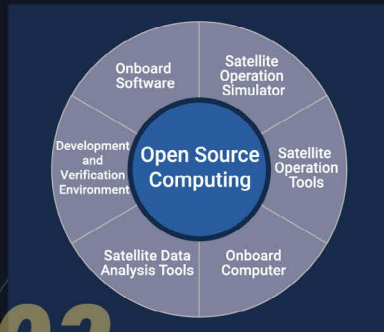 Onboard
Software
Satellite
Operation
Simulator
Development
and
Verification
Environment
Open Source
Computing
Satellite
Operation
Tools
Satellite Data
Analysis Tools
Onboard
Computer